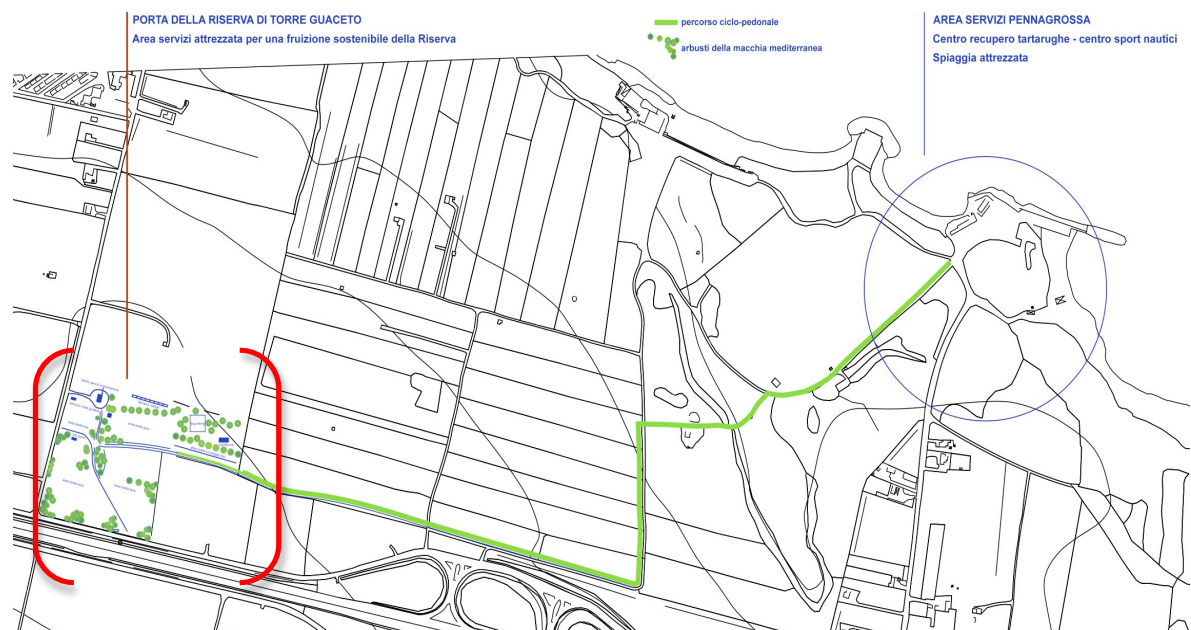 PORTA DELLA RISERVA DI TORRE GUACETO
Area servizi attrezzata per una fruizione sostenibile della Riserva
percorso ciclo-pedonale
arbusti della macchia mediterranea
AREA SERVIZI PENNAGROSSA
Centro recupero tartarughe - centro sport nautici
Spiaggia attrezzata